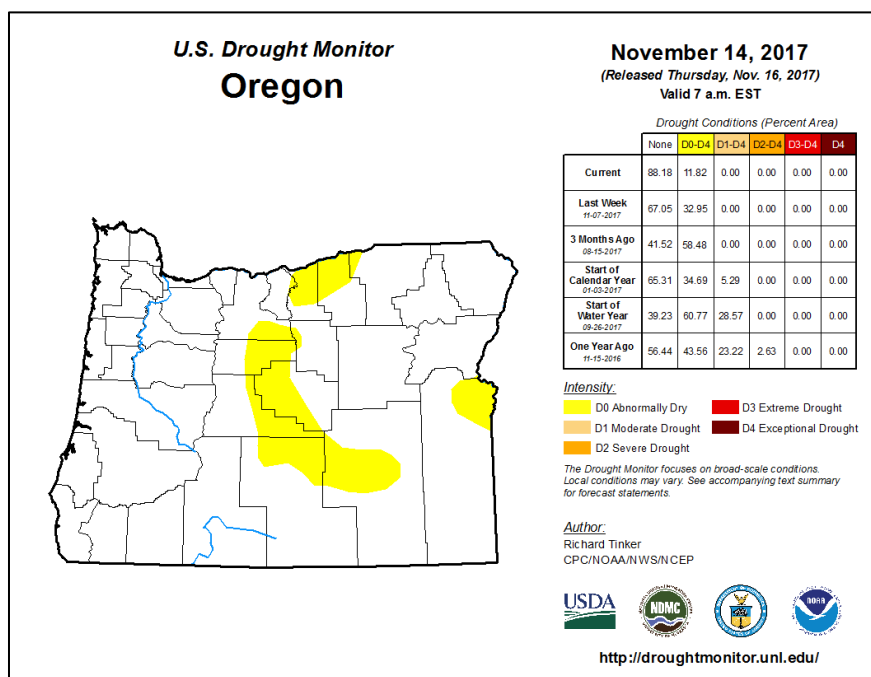 U.S. Drought Monitor
Oregon
November 14, 2017
(Released Thursday, Nov. 16, 2017)
Valid 7 a.m. EST
Drought Conditions (Percent Area)
None D0-D4 D1-D4 D2-D4 D3-D4 D4
Current 88.18 11.82 0.00 0.00 0.00 0.00
Last Week 11-07-2017 67.05 32.95 0.00 0.00 0.00 0.00
3 Months Ago 08-15-2017 41.52 58.48 0.00 0.00 0.00 0.00
Start of Calendar Year 01-03-2017 65.31 34.69 5.29 0.00 0.00 0.00
Start of Water Year 09-26-2017 39.23 60.77 28.57 0.00 0.00 0.00
One Year Ago 11-15-2016 56.44 43.56 23.22 2.63 0.00 0.00
Intensity:
D0 Abnormally Dry D3 Extreme Drought
D1 Moderate Drought D4 Exceptional Drought
D2 Severe Drought
The Drought Monitor focuses on broad-scale conditions.
Local conditions may vary. See accompanying text summary
for forecast statements.
Author:
Richard Tinker
CPC/NOAA/NWS/NCEP
USDA NDMC NOAA
http://droughtmonitor.unl.edu/